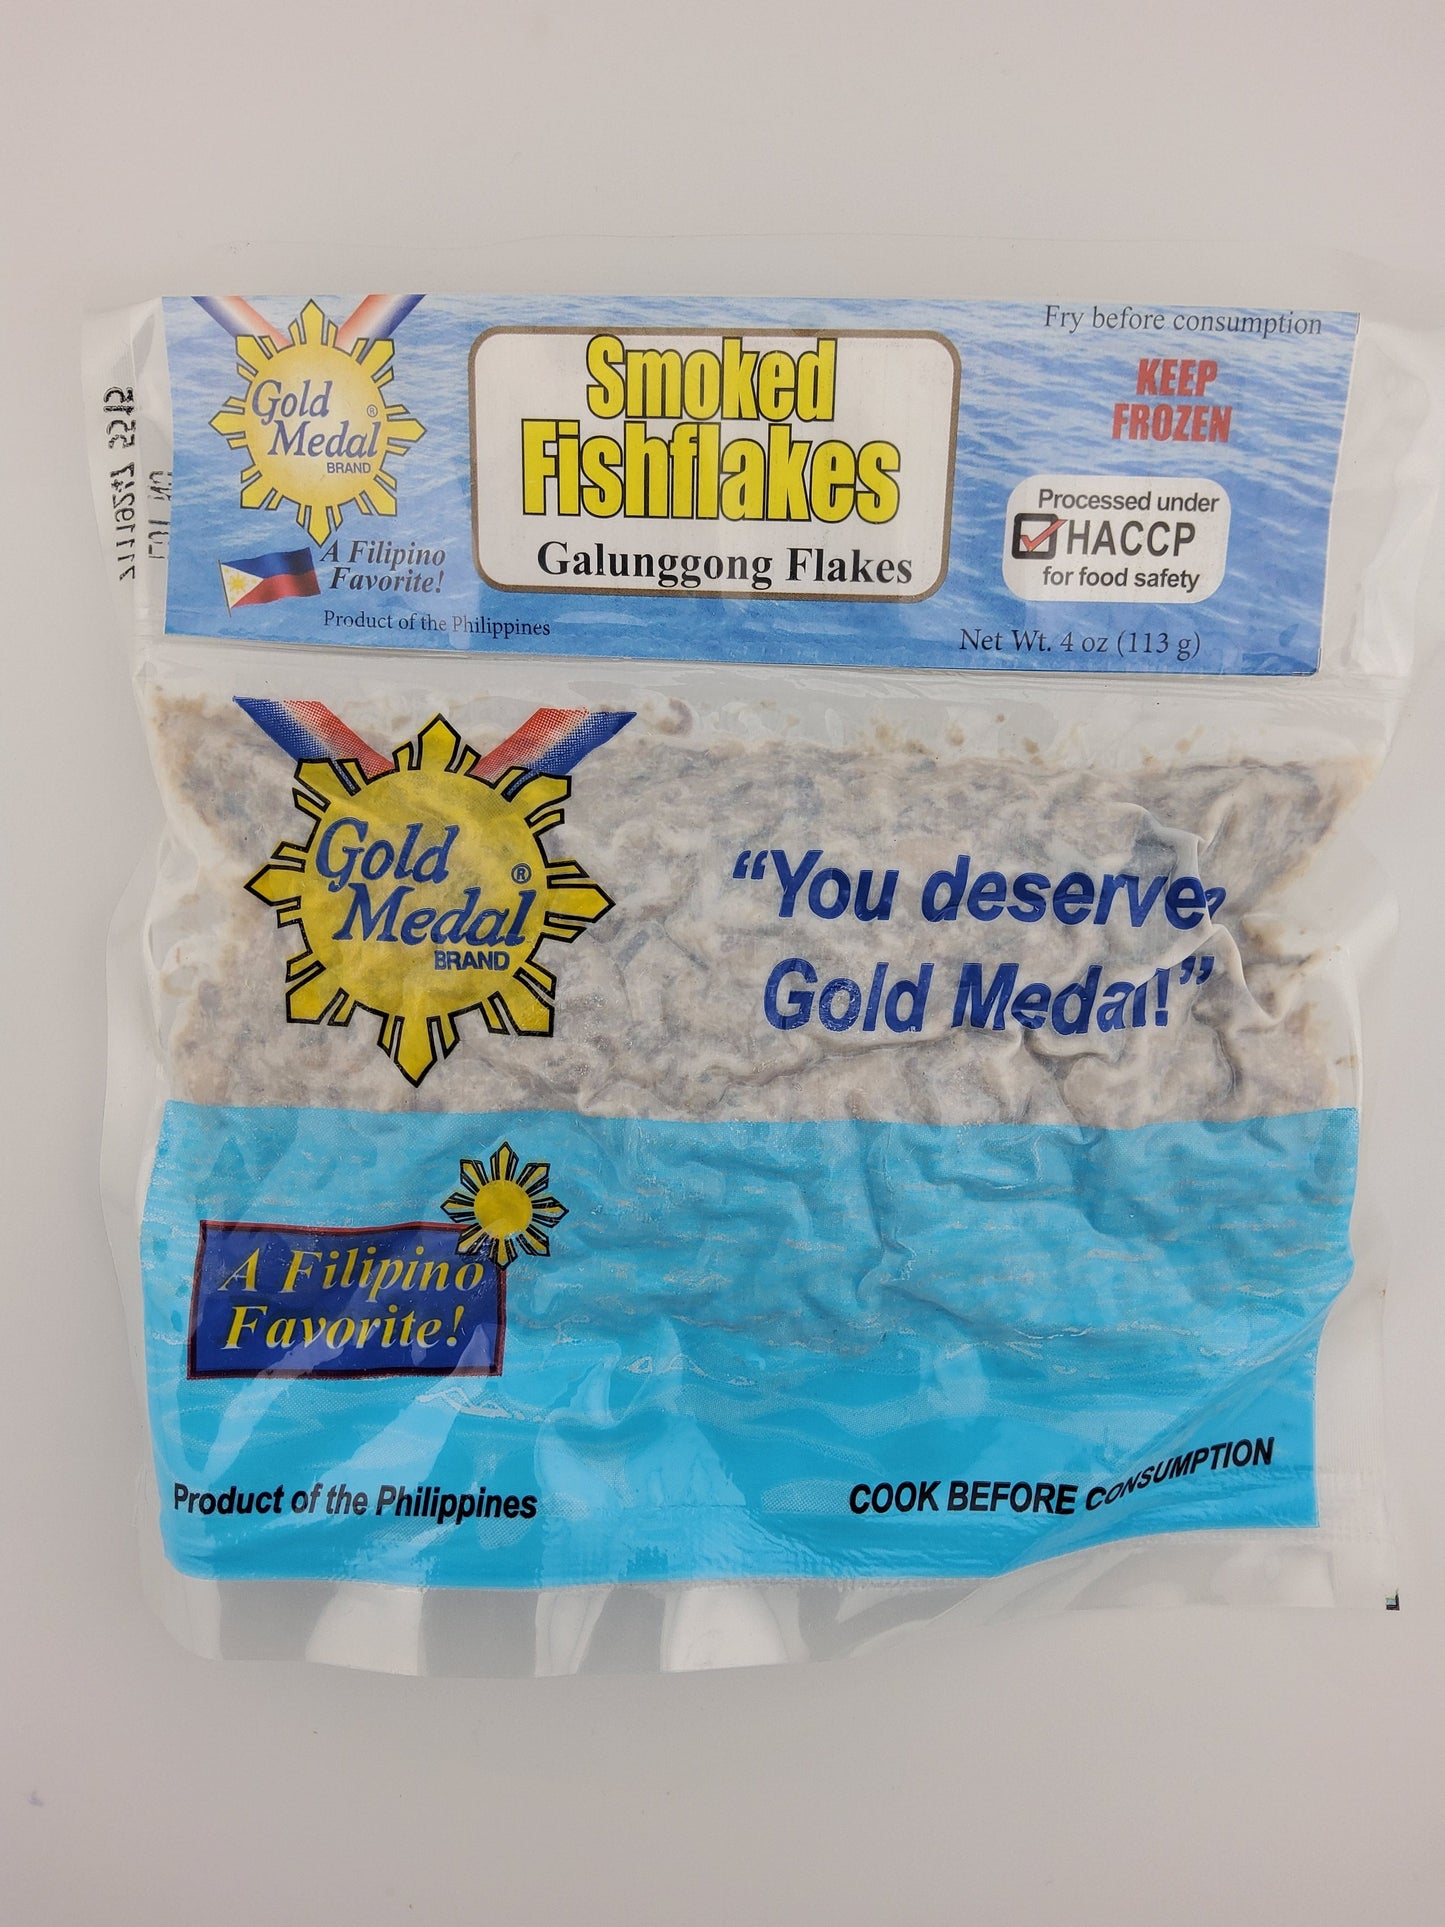 Fry before consumption
Gold
Medal®
BRAND
A Filipino
Favorite!
Product of the Philippines
Smoked
Fishflakes
Galunggong Flakes
KEEP
FROZEN
Processed under
HACCP
for food safety
Net Wt. 4 oz (113 g)
LOT NO
Gold
Medal®
BRAND
“You deserve
Gold Medal!”
A Filipino
Favorite!
Product of the Philippines
COOK BEFORE CONSUMPTION